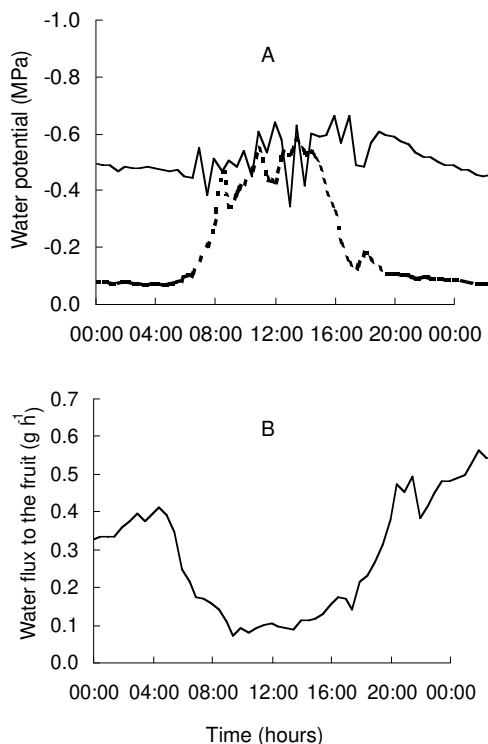 A
Water potential (MPa)
-1.0
-0.8
-0.6
-0.4
-0.2
0.0
00:00 04:00 08:00 12:00 16:00 20:00 00:00
B
Water flux to the fruit (g h-1)
0.7
0.6
0.5
0.4
0.3
0.2
0.1
0.0
00:00 04:00 08:00 12:00 16:00 20:00 00:00
Time (hours)